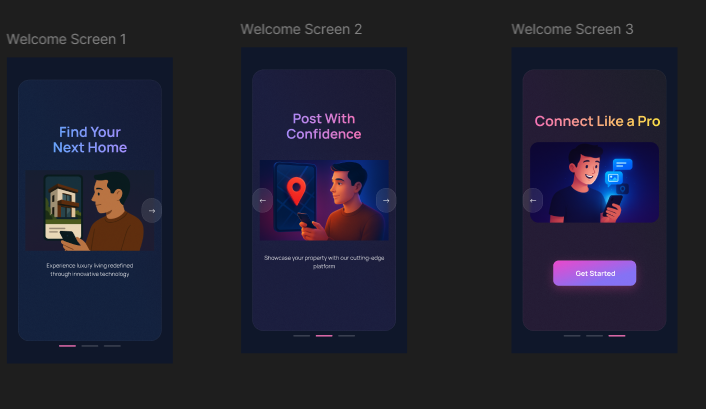 Welcome Screen 1
Find Your
Next Home
→
Experience luxury living redefined
through innovative technology
Welcome Screen 2
Post With
Confidence
←
→
Showcase your property with our cutting-edge
platform
Welcome Screen 3
Connect Like a Pro
←
Get Started